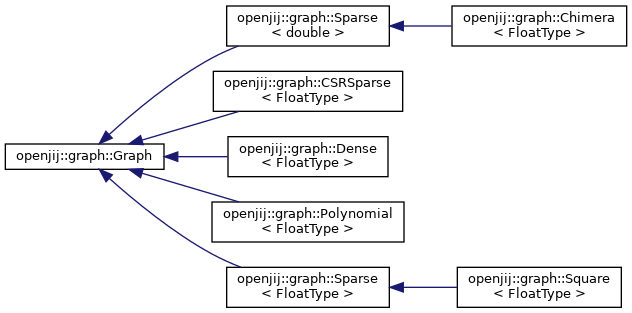 openjij::graph::Sparse
< double >
openjij::graph::Chimera
< FloatType >
openjij::graph::CSRSparse
< FloatType >
openjij::graph::Graph
openjij::graph::Dense
< FloatType >
openjij::graph::Polynomial
< FloatType >
openjij::graph::Sparse
< FloatType >
openjij::graph::Square
< FloatType >